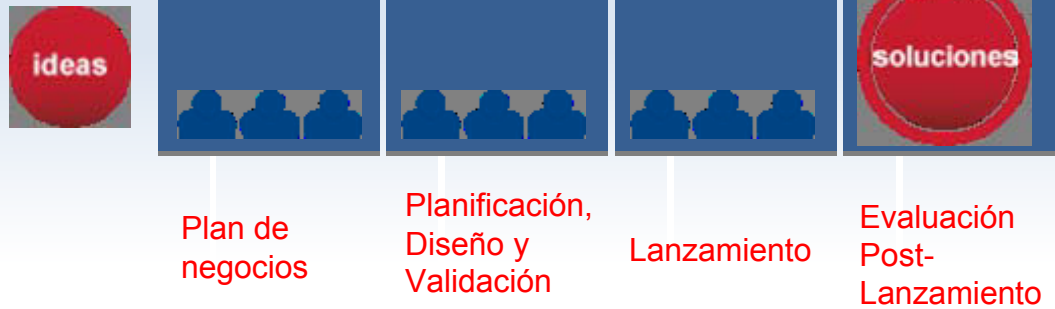 ideas
soluciones
Plan de
negocios
Planificación,
Diseño y
Validación
Lanzamiento
Evaluación
Post-
Lanzamiento